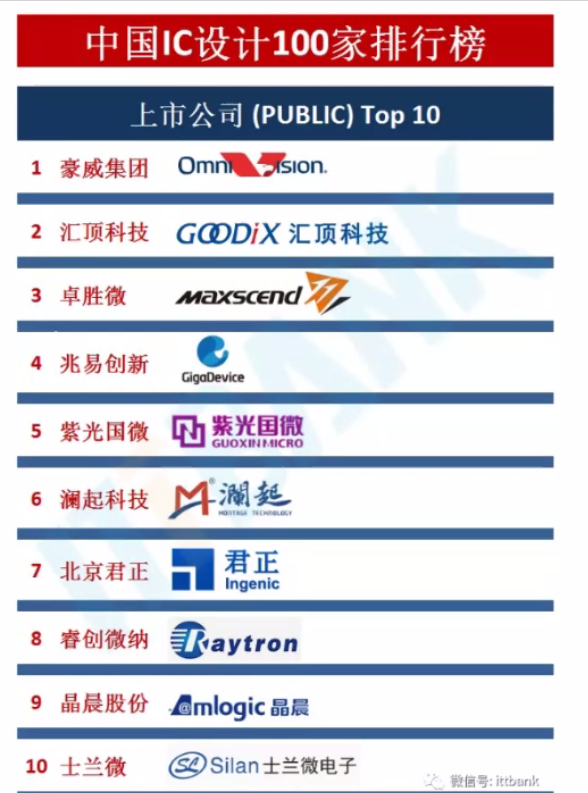 中国IC设计100家排行榜
上市公司 (PUBLIC) Top 10
1 豪威集团 OmniVision.
2 汇顶科技 GOODiX 汇顶科技
3 卓胜微 maxscend
4 兆易创新 GigaDevice
5 紫光国微 紫光国微
GUOXIN MICRO
6 澜起科技 澜起®
MONTAGE TECHNOLOGY
7 北京君正 君正
Ingenic
8 睿创微纳 Raytron
9 晶晨股份 Amlogic 晶晨
10 士兰微 SL Silan 士兰微电子
微信号: ittbank